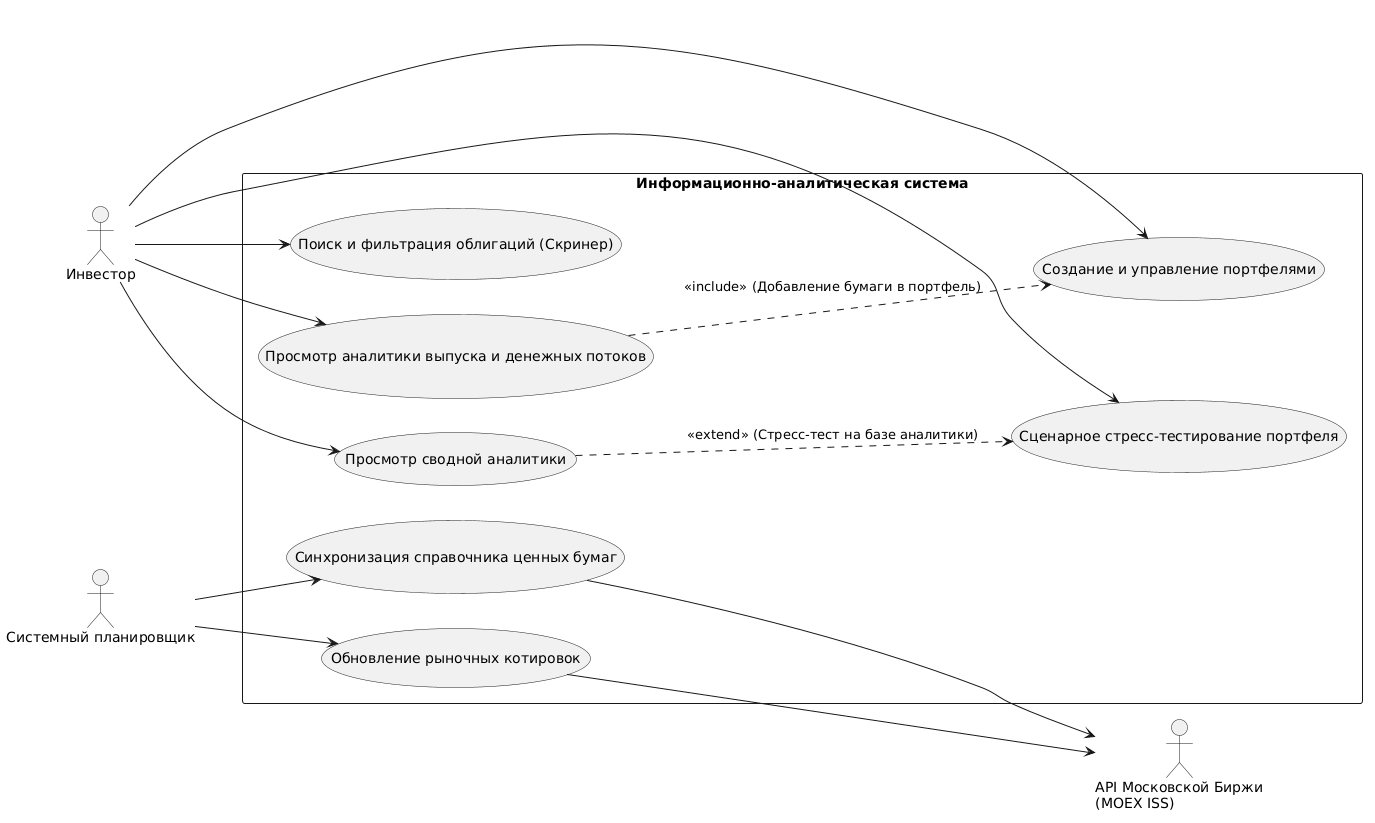 Информационно-аналитическая система
Поиск и фильтрация облигаций (Скринер)
Инвестор
Создание и управление портфелями
«include» (Добавление бумаги в портфель)
Просмотр аналитики выпуска и денежных потоков
«extend» (Стресс-тест на базе аналитики)
Сценарное стресс-тестирование портфеля
Просмотр сводной аналитики
Синхронизация справочника ценных бумаг
Системный планировщик
Обновление рыночных котировок
API Московской Биржи
(MOEX ISS)